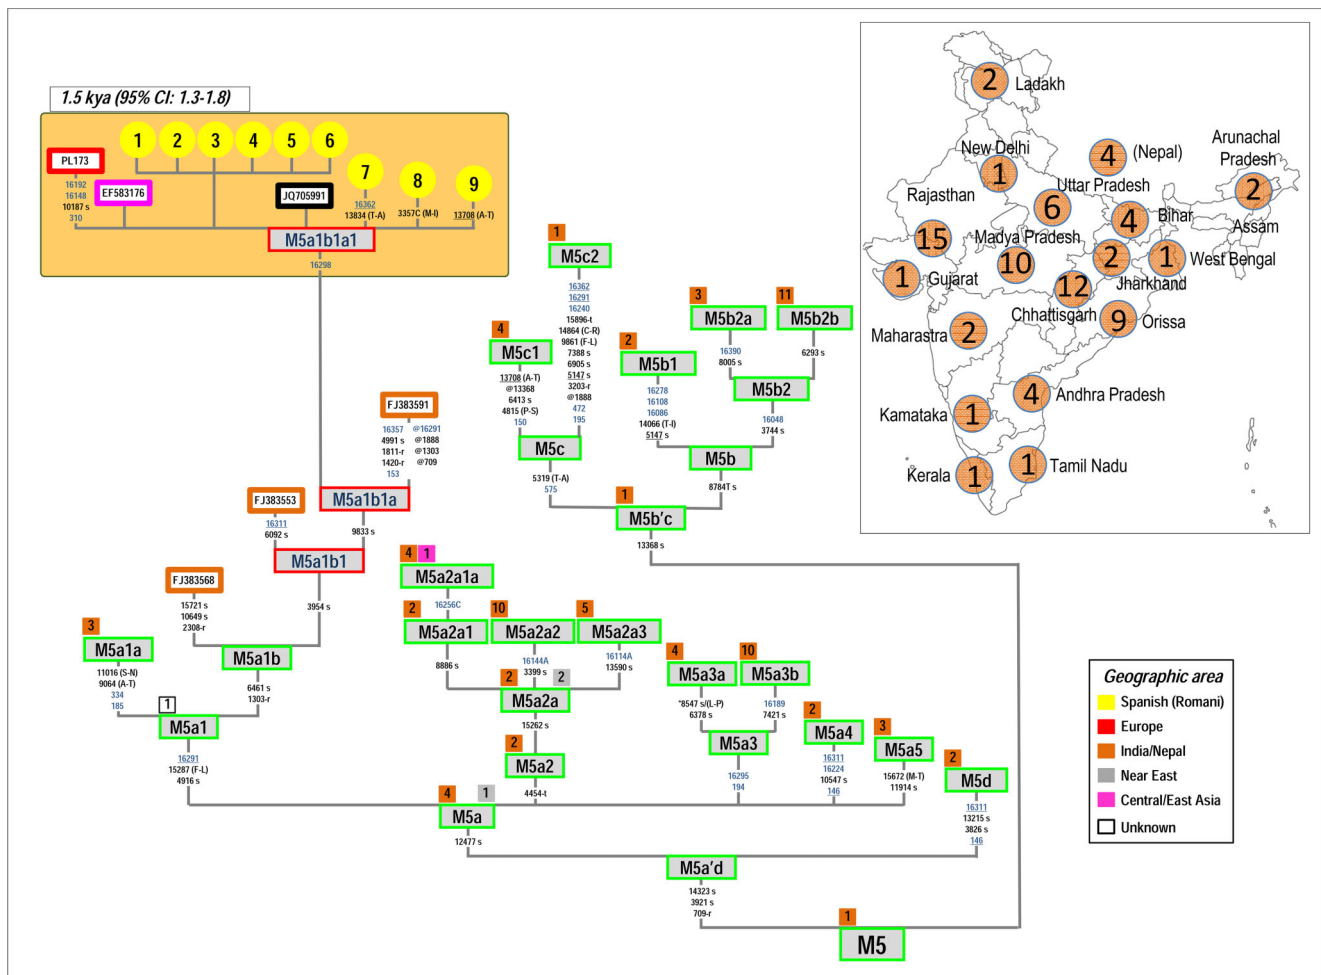 1.5 kya (95% CI: 1.3-1.8)
1
2
3
4
5
6
7
8
9
PL173
16192
16148
10187 s
310
EF583176
JQ705991
16362
13834 (T-A)
3357C (M-I)
13708 (A-T)
M5a1b1a1
16298
FJ383591
16357
4991 s
1811-r
1420-r
153
@16291
@1888
@1303
@709
M5a1b1a
9833 s
FJ383553
16311
6092 s
M5a1b1
3954 s
FJ383568
15721 s
10649 s
2308-r
M5a1b
6461 s
1303-r
3
M5a1a
11016 (S-N)
9064 (A-T)
334
185
1
M5a1
16291
15287 (F-L)
4916 s
1
M5c2
16362
16291
16240
15896-t
14864 (C-R)
9861 (F-L)
7388 s
6905 s
5147 s
3203-r
@1888
472
195
4
M5c1
13708 (A-T)
@13368
6413 s
4815 (P-S)
150
M5c
5319 (T-A)
575
2
M5b1
16278
16108
16086
14066 (T-I)
5147 s
3
M5b2a
16390
8005 s
11
M5b2b
6293 s
M5b2
16048
3744 s
M5b
8784T s
1
M5b'c
13368 s
4
1
M5a2a1a
16256C
2
M5a2a1
8886 s
10
M5a2a2
16144A
3399 s
5
M5a2a3
16114A
13590 s
2
2
M5a2a
15262 s
2
M5a2
4454-t
4
M5a3a
*8547 s/(L-P)
6378 s
10
M5a3b
16189
7421 s
M5a3
16295
194
2
M5a4
16311
16224
10547 s
146
3
M5a5
15672 (M-T)
11914 s
2
M5d
16311
13215 s
3826 s
146
4
1
M5a
12477 s
M5a'd
14323 s
3921 s
709-r
1
M5
2
Ladakh
New Delhi
1
4
(Nepal)
Arunachal
Pradesh
2
Rajasthan
Uttar Pradesh
6
4
Bihar
Assam
15
Madya Pradesh
10
2
1
West Bengal
1
Gujarat
12
Jharkhand
Chhattisgarh
9
Orissa
Maharastra
2
4
Andhra Pradesh
Kamataka
1
Kerala
1
1
Tamil Nadu
Geographic area
Spanish (Romani)
Europe
India/Nepal
Near East
Central/East Asia
Unknown